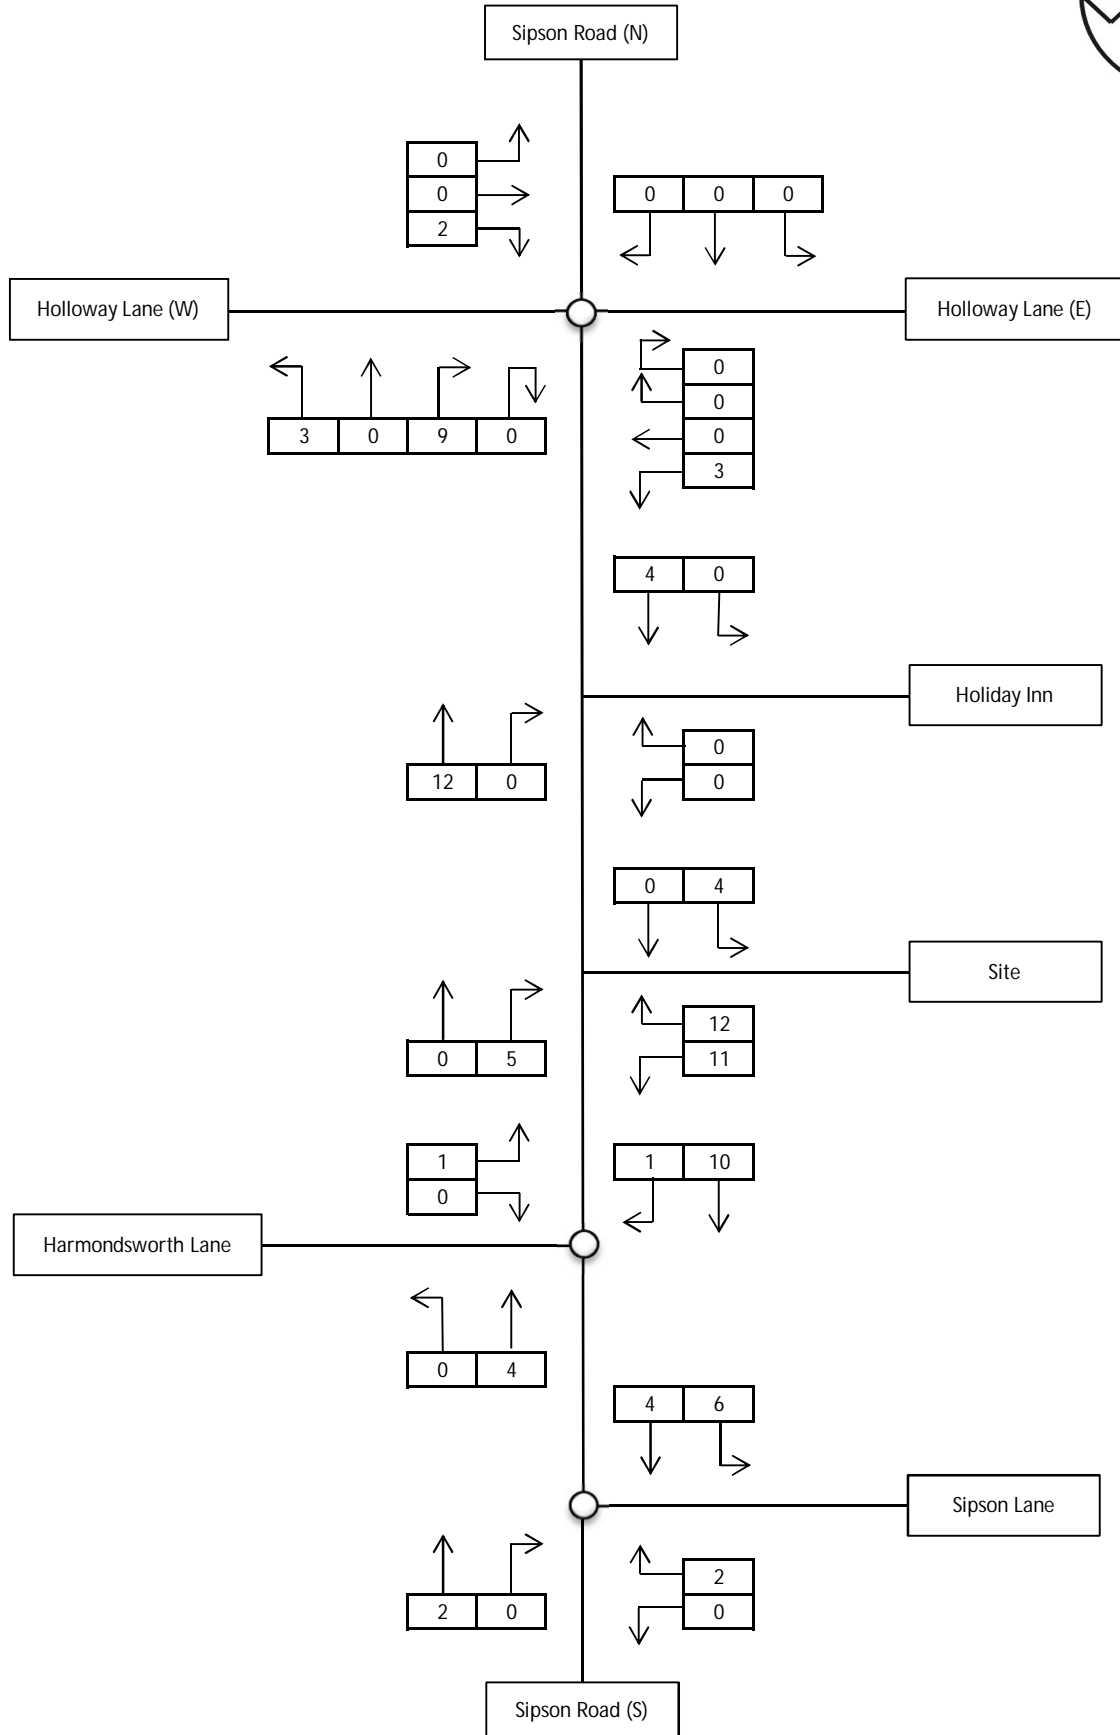 Sipson Road (N)
0
0
2
0 0 0
Holloway Lane (W)
Holloway Lane (E)
3 0 9 0
0
0
0
3
4 0
Holiday Inn
12 0
0
0
0 4
Site
0 5
12
11
1
0
1 10
Harmondsworth Lane
0 4
4 6
Sipson Lane
2 0
2
0
Sipson Road (S)